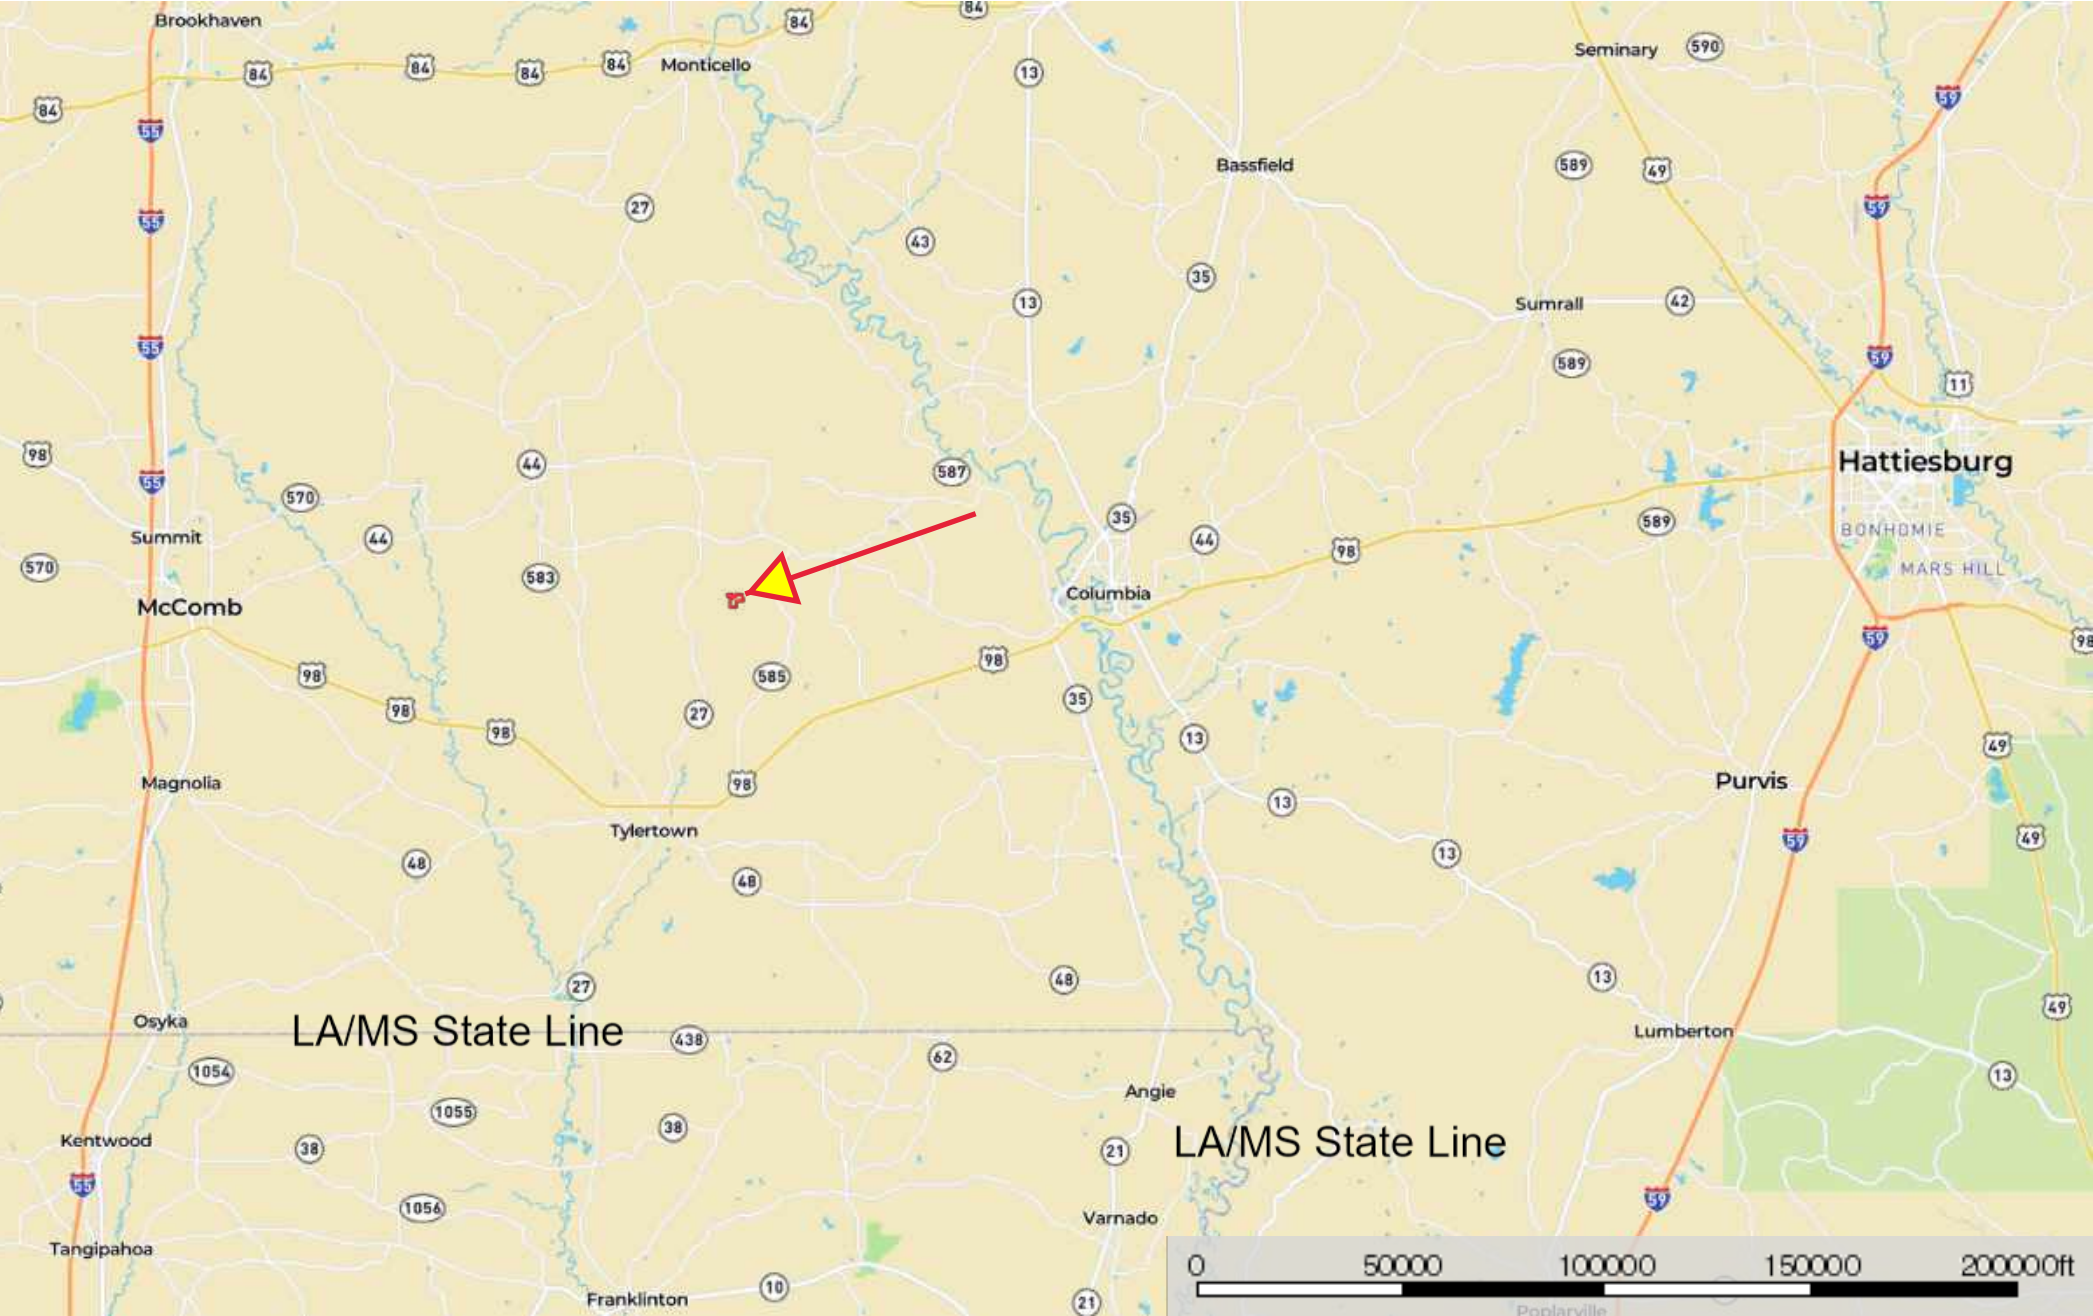 Brookhaven
84
84
84
84
84
84
84
Monticello
13
Seminary
590
59
55
Bassfield
589
49
55
27
59
43
35
13
Sumrall
42
55
589
59
11
98
44
587
Hattiesburg
55
570
35
589
BONHOMIE
Summit
44
44
98
570
583
MARS HILL
McComb
Columbia
59
98
98
98
585
98
35
98
27
98
13
49
Magnolia
98
Purvis
13
Tylertown
59
49
48
13
48
27
48
13
49
Osyka
LA/MS State Line
438
Lumberton
62
1054
13
Angie
1055
38
Kentwood
38
21
LA/MS State Line
55
59
1056
Varnado
Tangipahoa
0 50000 100000 150000 200000ft
10
Franklinton
21
Poplarville